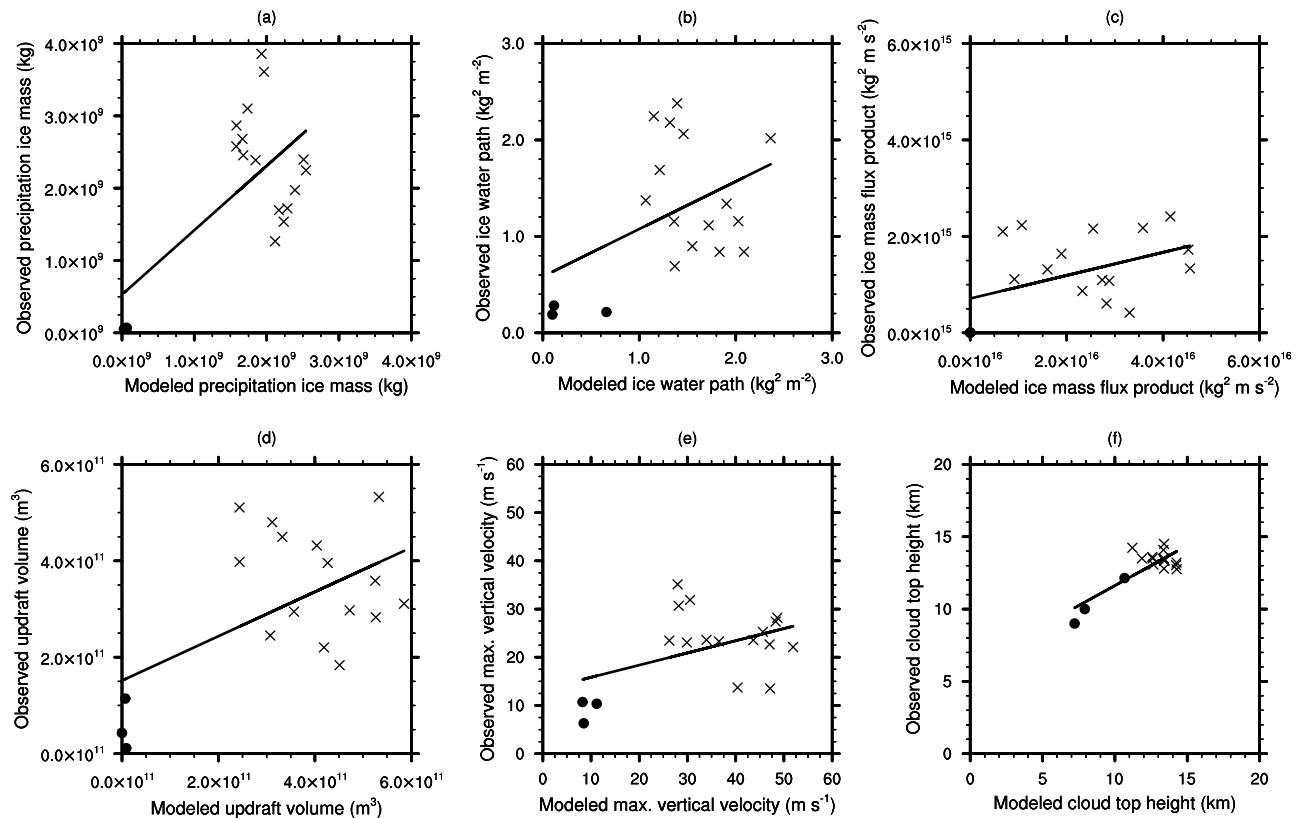 (a)
4.0×10⁹
3.0×10⁹
2.0×10⁹
1.0×10⁹
0.0×10⁹
Observed precipitation ice mass (kg)
0.0×10⁹ 1.0×10⁹ 2.0×10⁹ 3.0×10⁹ 4.0×10⁹
Modeled precipitation ice mass (kg)
(b)
3.0
2.0
1.0
0.0
Observed ice water path (kg² m⁻²)
0.0 1.0 2.0 3.0
Modeled ice water path (kg² m⁻²)
(c)
6.0×10¹⁵
4.0×10¹⁵
2.0×10¹⁵
0.0×10¹⁵
Observed ice mass flux product (kg² m s⁻²)
0.0×10¹⁶ 2.0×10¹⁶ 4.0×10¹⁶ 6.0×10¹⁶
Modeled ice mass flux product (kg² m s⁻²)
(d)
6.0×10¹¹
4.0×10¹¹
2.0×10¹¹
0.0×10¹¹
Observed updraft volume (m³)
0.0×10¹¹ 2.0×10¹¹ 4.0×10¹¹ 6.0×10¹¹
Modeled updraft volume (m³)
(e)
60
50
40
30
20
10
0
Observed max. vertical velocity (m s⁻¹)
0 10 20 30 40 50 60
Modeled max. vertical velocity (m s⁻¹)
(f)
20
15
10
5
0
Observed cloud top height (km)
0 5 10 15 20
Modeled cloud top height (km)